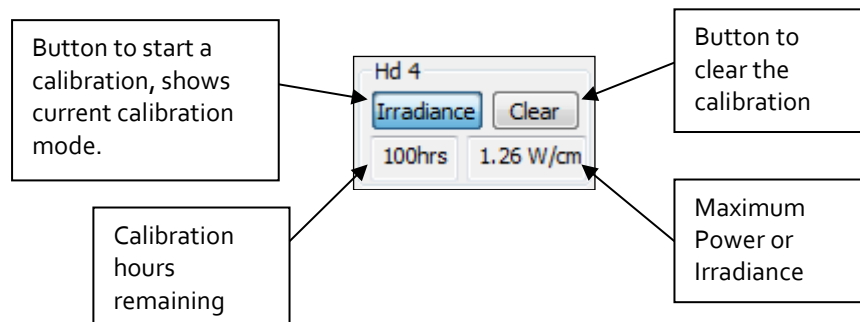 Button to start a
calibration, shows
current calibration
mode.
Hd 4
Irradiance
Clear
100hrs
1.26 W/cm
Button to
clear the
calibration
Calibration
hours
remaining
Maximum
Power or
Irradiance